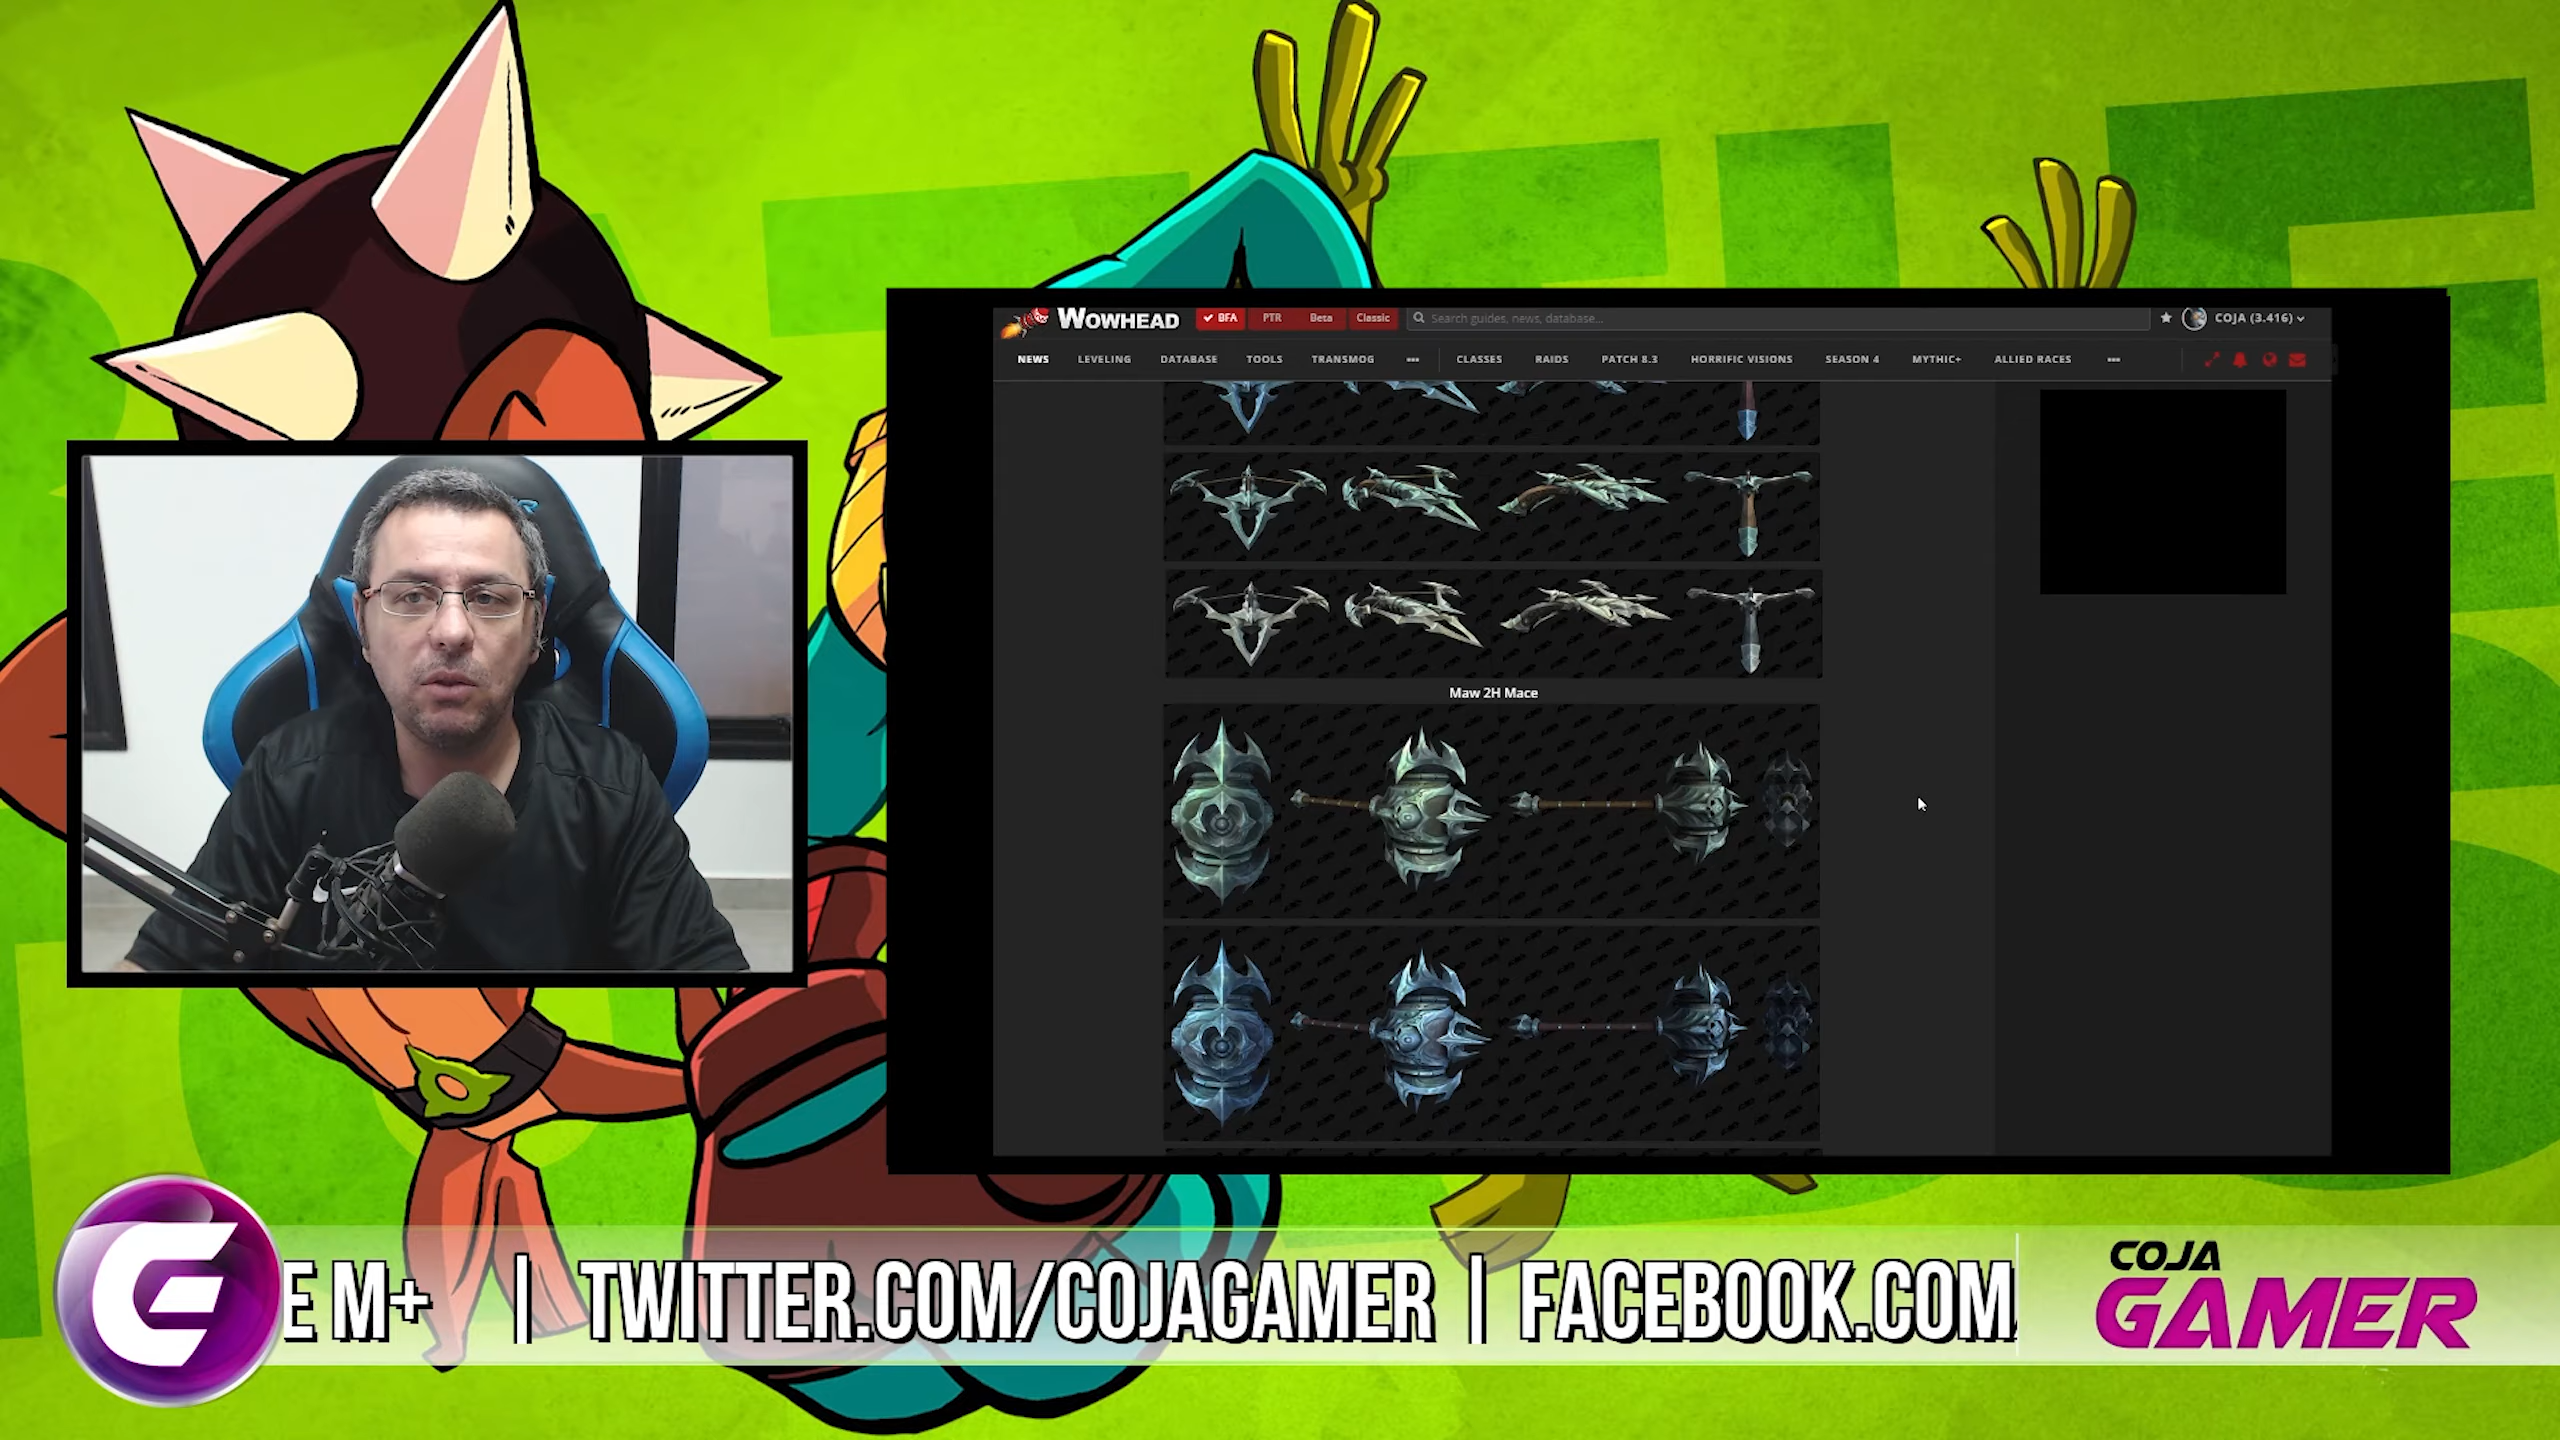 WOWHEAD
BFA PTR Beta Classic
Search guides, news, database...
COJA (3.416)
NEWS LEVELING DATABASE TOOLS TRANSMOG ... CLASSES RAIDS PATCH 8.3 HORRIFIC VISIONS SEASON 4 MYTHIC+ ALLIED RACES ...
Maw 2H Mace
E M+ | TWITTER.COM/COJAGAMER | FACEBOOK.COM
COJA
GAMER